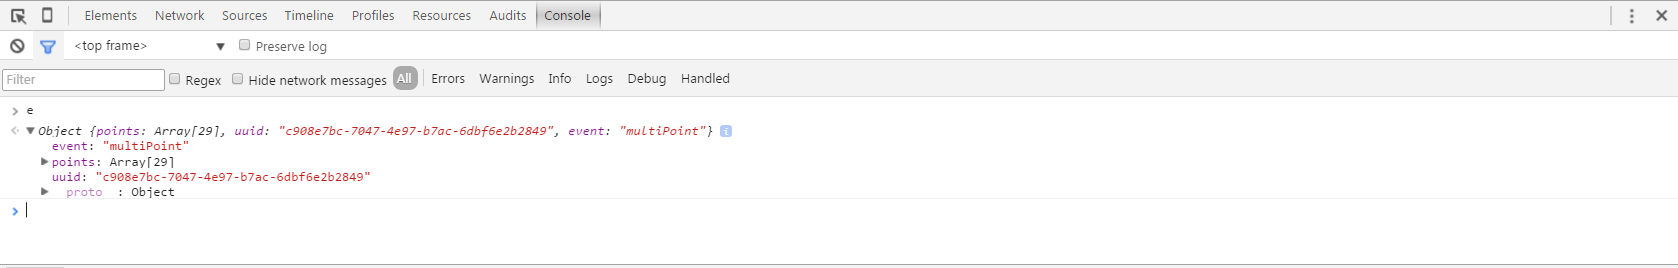 Elements Network Sources Timeline Profiles Resources Audits Console
<top frame> Preserve log
Filter Regex Hide network messages All Errors Warnings Info Logs Debug Handled
e
Object {points: Array[29], uuid: "c908e7bc-7047-4e97-b7ac-6dbf6e2b2849", event: "multiPoint"}
event: "multiPoint"
points: Array[29]
uuid: "c908e7bc-7047-4e97-b7ac-6dbf6e2b2849"
proto : Object